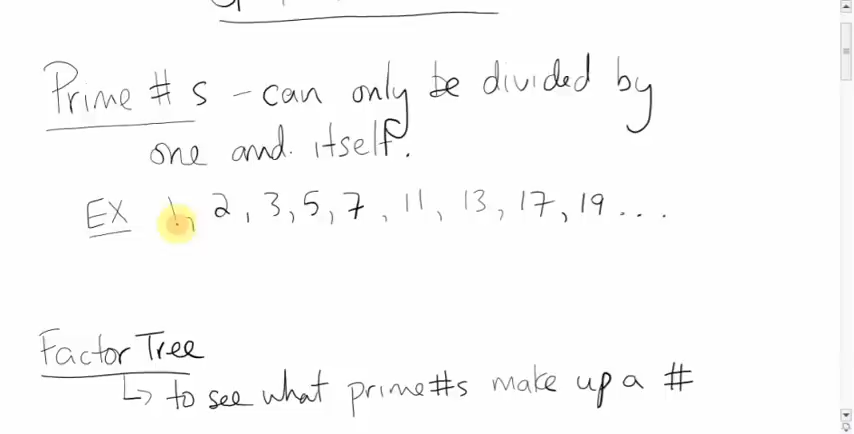 Prime #s - can only be divided by
one and itself.
EX 1, 2, 3, 5, 7, 11, 13, 17, 19 ...
Factor Tree
↳ to see what prime #s make up a #